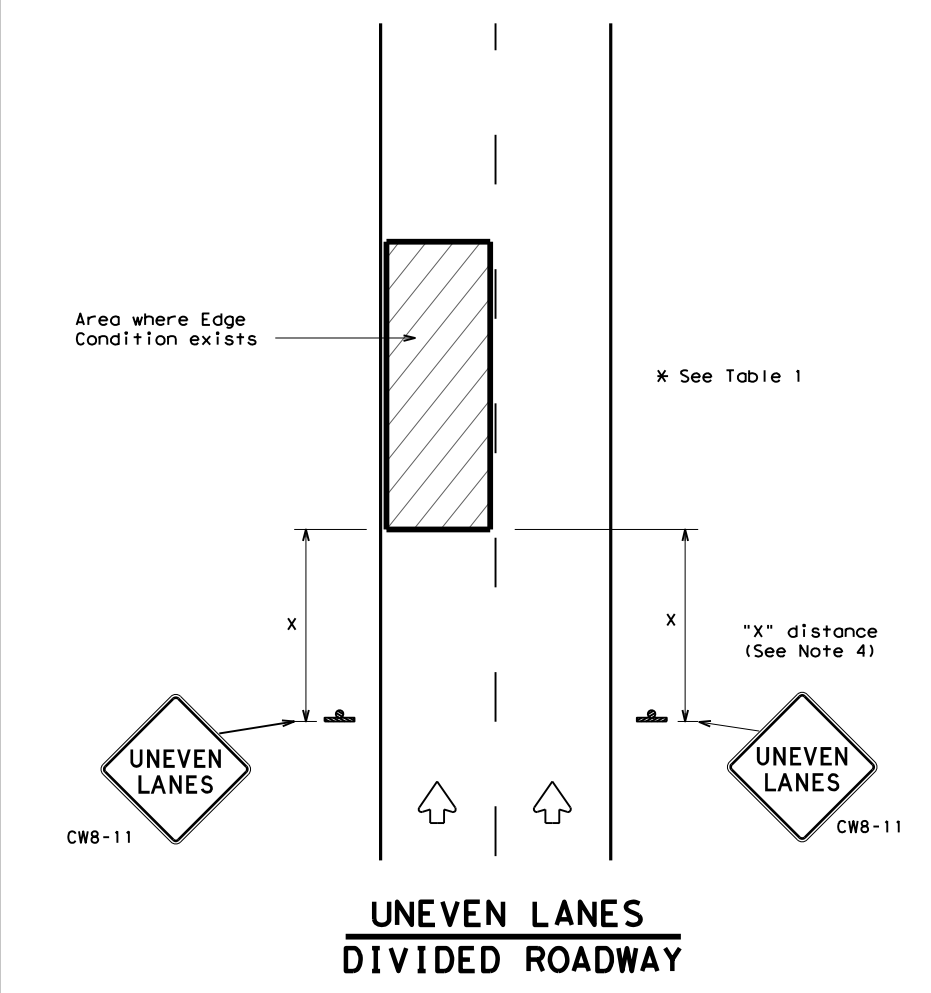 Area where Edge
Condition exists
* See Table 1
X
X
"X" distance
(See Note 4)
UNEVEN
LANES
CW8-11
UNEVEN
LANES
CW8-11
UNEVEN LANES
DIVIDED ROADWAY